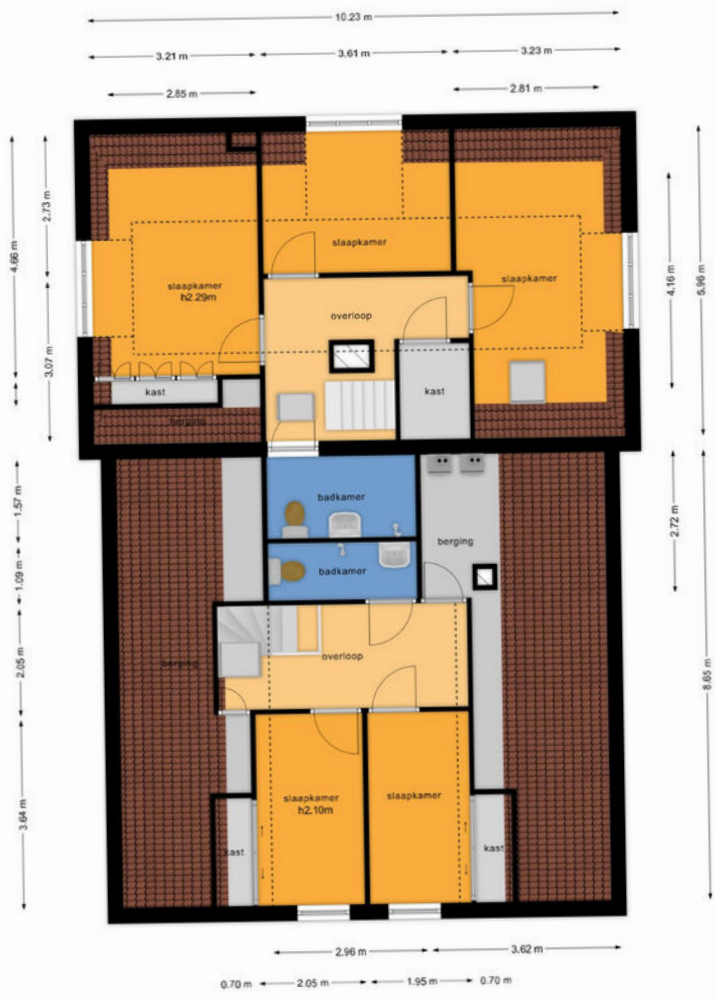 10.23 m
3.21 m
3.61 m
3.23 m
2.85 m
2.81 m
4.66 m
2.73 m
3.07 m
slaapkamer
h2.29m
slaapkamer
slaapkamer
4.16 m
5.96 m
overloop
kast
kast
berging
1.57 m
badkamer
berging
2.72 m
1.09 m
badkamer
2.05 m
berging
overloop
8.65 m
3.64 m
slaapkamer
h2.10m
slaapkamer
kast
kast
2.96 m
3.62 m
0.70 m
2.05 m
1.95 m
0.70 m